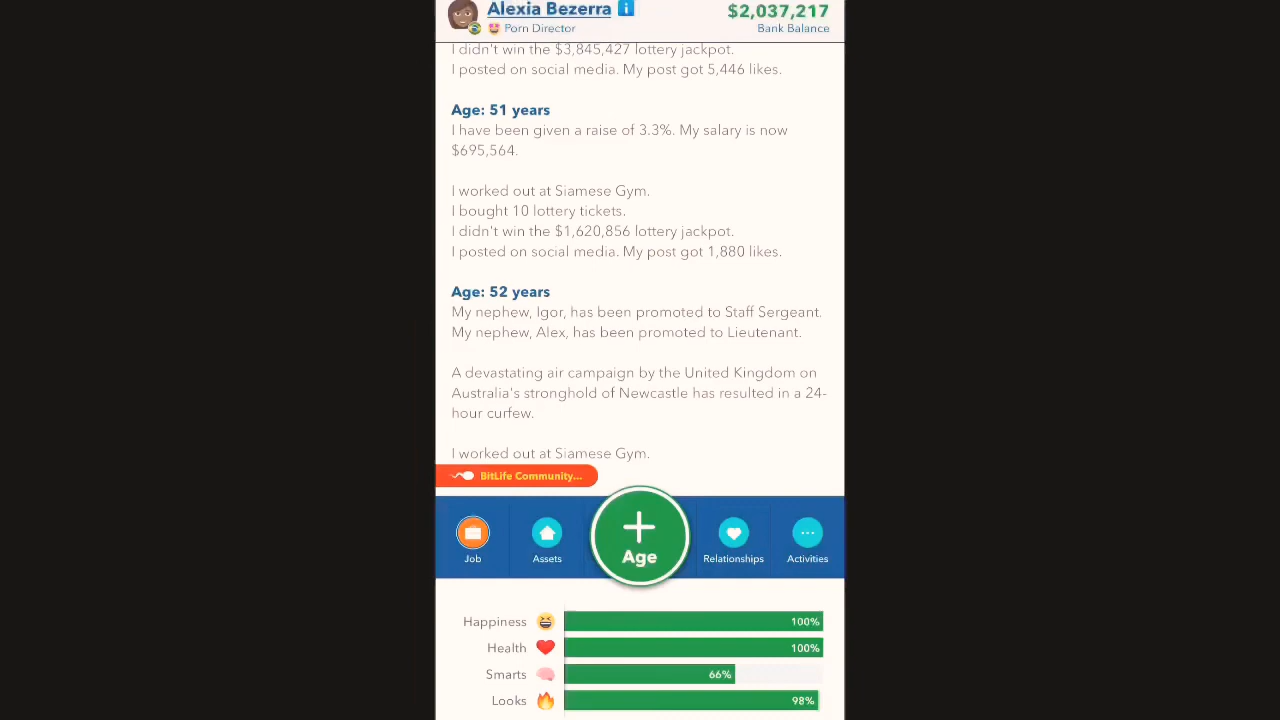 Alexia Bezerra
$2,037,217
Porn Director
Bank Balance
I didn't win the $3,845,427 lottery jackpot.
I posted on social media. My post got 5,446 likes.
Age: 51 years
I have been given a raise of 3.3%. My salary is now
$695,564.
I worked out at Siamese Gym.
I bought 10 lottery tickets.
I didn't win the $1,620,856 lottery jackpot.
I posted on social media. My post got 1,880 likes.
Age: 52 years
My nephew, Igor, has been promoted to Staff Sergeant.
My nephew, Alex, has been promoted to Lieutenant.
A devastating air campaign by the United Kingdom on
Australia's stronghold of Newcastle has resulted in a 24-
hour curfew.
I worked out at Siamese Gym.
BitLife Community...
Job
Assets
Age
Relationships
Activities
Happiness 100%
Health 100%
Smarts 66%
Looks 98%